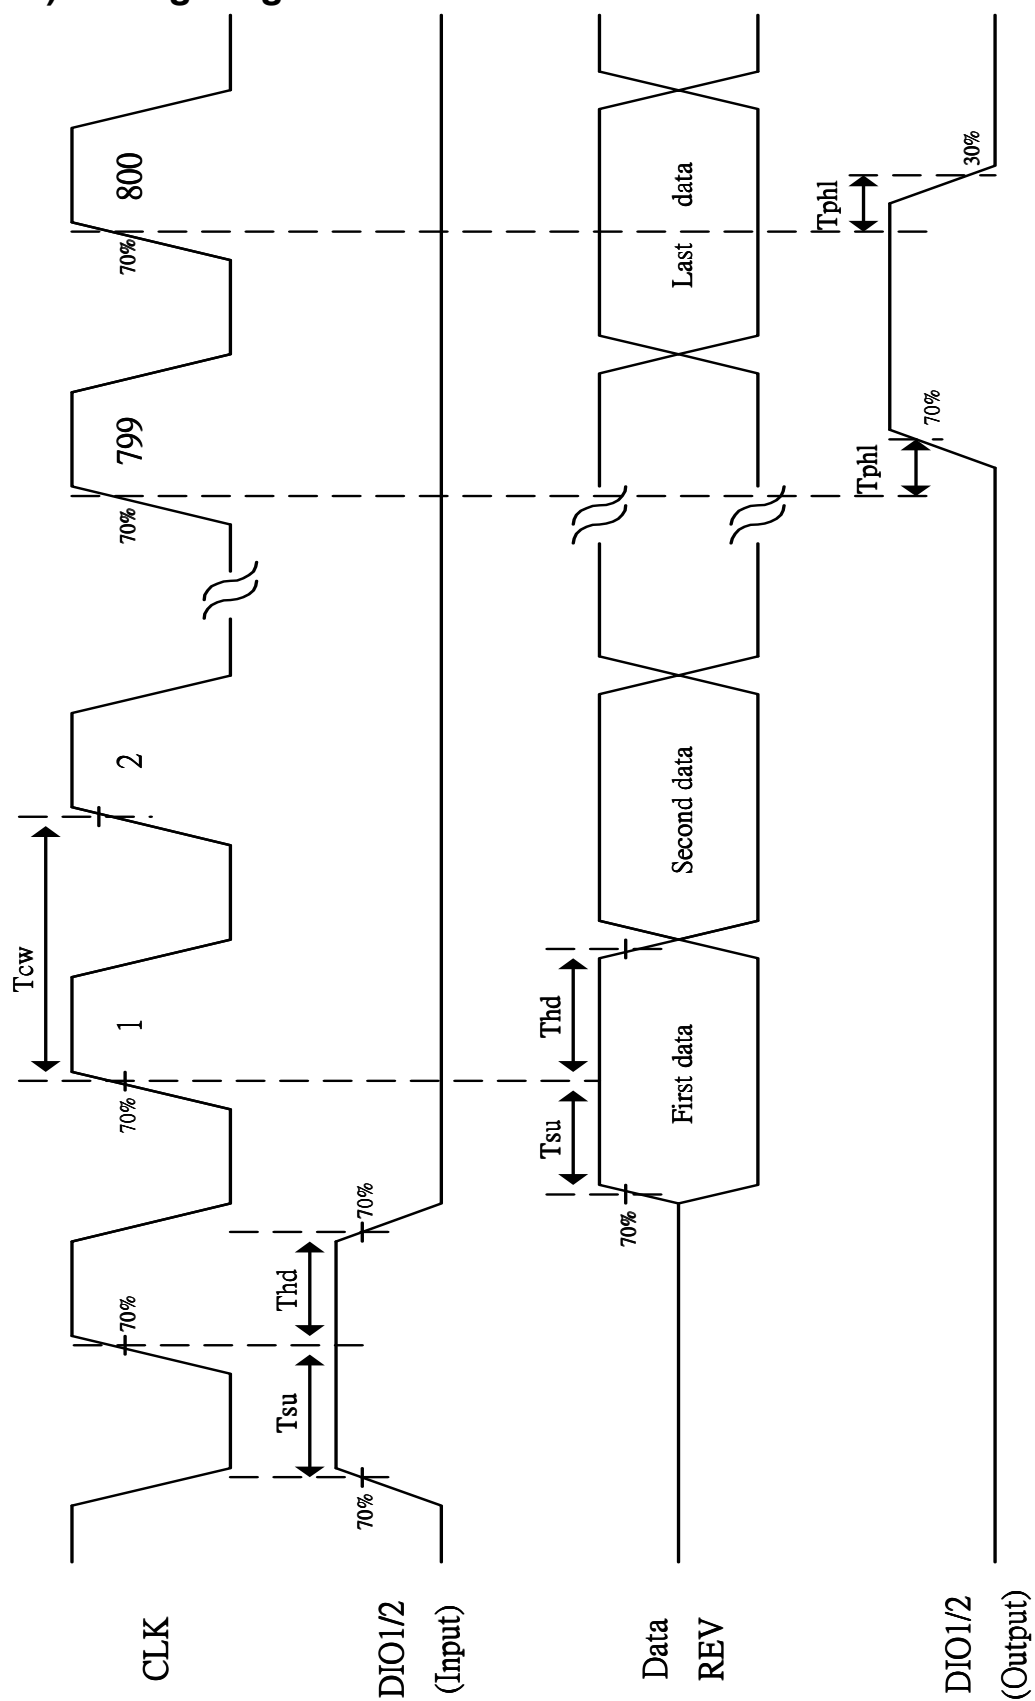 Tcw
CLK
70%
70%
1
2
70%
799
70%
800
Tsu
Thd
DIO1/2
(Input)
70%
70%
Tsu
Thd
Data
REV
70%
First data
Second data
Last data
Tphl
Tphl
DIO1/2
(Output)
70%
30%